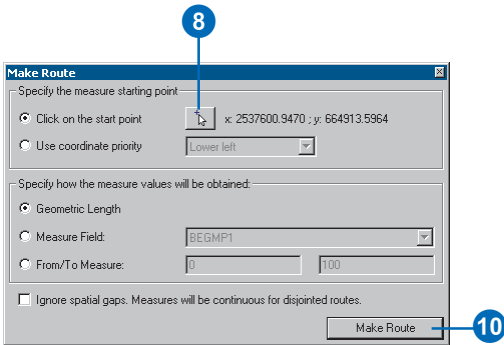 8
Make Route
Specify the measure starting point
Click on the start point x: 2537600.9470 ; y: 664913.5964
Use coordinate priority Lower left
Specify how the measure values will be obtained:
Geometric Length
Measure Field: BEGMP1
From/To Measure: 0 100
Ignore spatial gaps. Measures will be continuous for disjointed routes.
Make Route 10